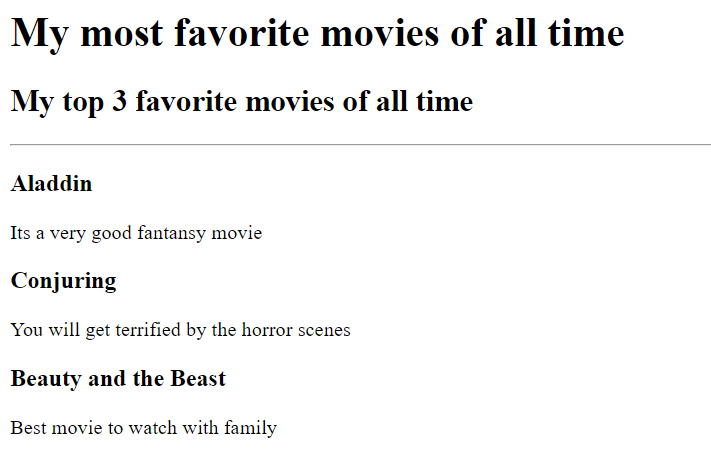 My most favorite movies of all time
My top 3 favorite movies of all time
Aladdin
Its a very good fantansy movie
Conjuring
You will get terrified by the horror scenes
Beauty and the Beast
Best movie to watch with family